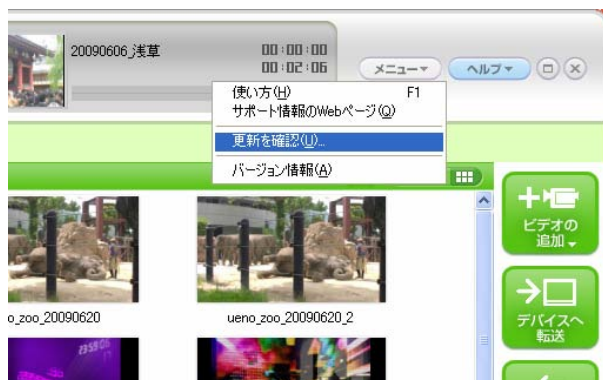 20090606_浅草
00:00:00
00:02:06
メニュー
ヘルプ
使い方(H) F1
サポート情報のWebページ(Q)
更新を確認(U)...
バージョン情報(A)
ビデオの
追加
o_zoo_20090620
ueno_zoo_20090620_2
デバイスへ
転送